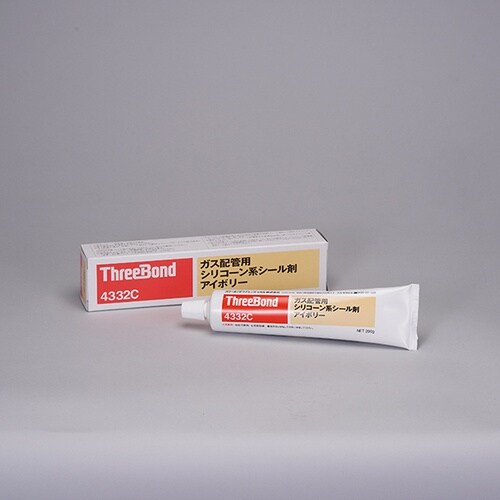 ThreeBond
4332C
ガス配管用
シリコーン系シール剤
アイボリー
ThreeBond
4332C
ガス配管用
シリコーン系シール剤
アイボリー
NET 200g